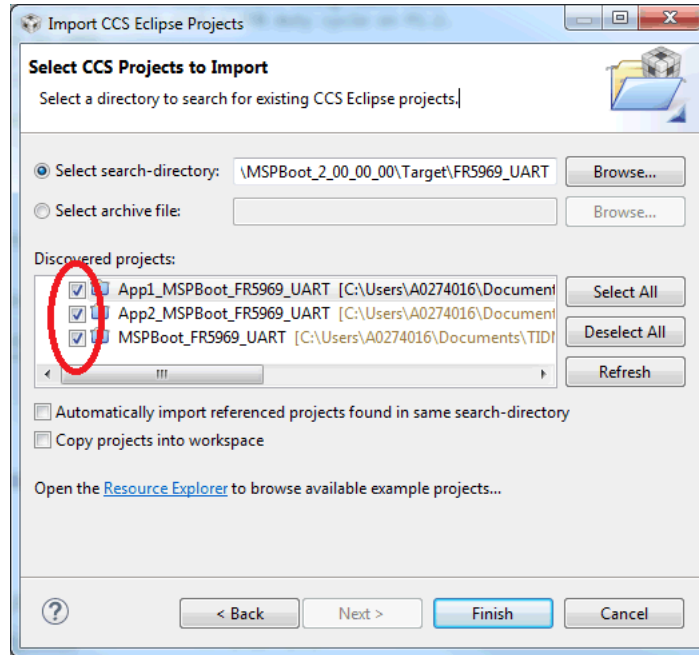 Import CCS Eclipse Projects
Select CCS Projects to Import
Select a directory to search for existing CCS Eclipse projects.
Select search-directory: \MSPBoot_2_00_00_00\Target\FR5969_UART Browse...
Select archive file: Browse...
Discovered projects:
App1_MSPBoot_FR5969_UART [C:\Users\A0274016\Document Select All
App2_MSPBoot_FR5969_UART [C:\Users\A0274016\Document
Deselect All
MSPBoot_FR5969_UART [C:\Users\A0274016\Documents\TIDM
Refresh
Automatically import referenced projects found in same search-directory
Copy projects into workspace
Open the Resource Explorer to browse available example projects...
? < Back Next > Finish Cancel